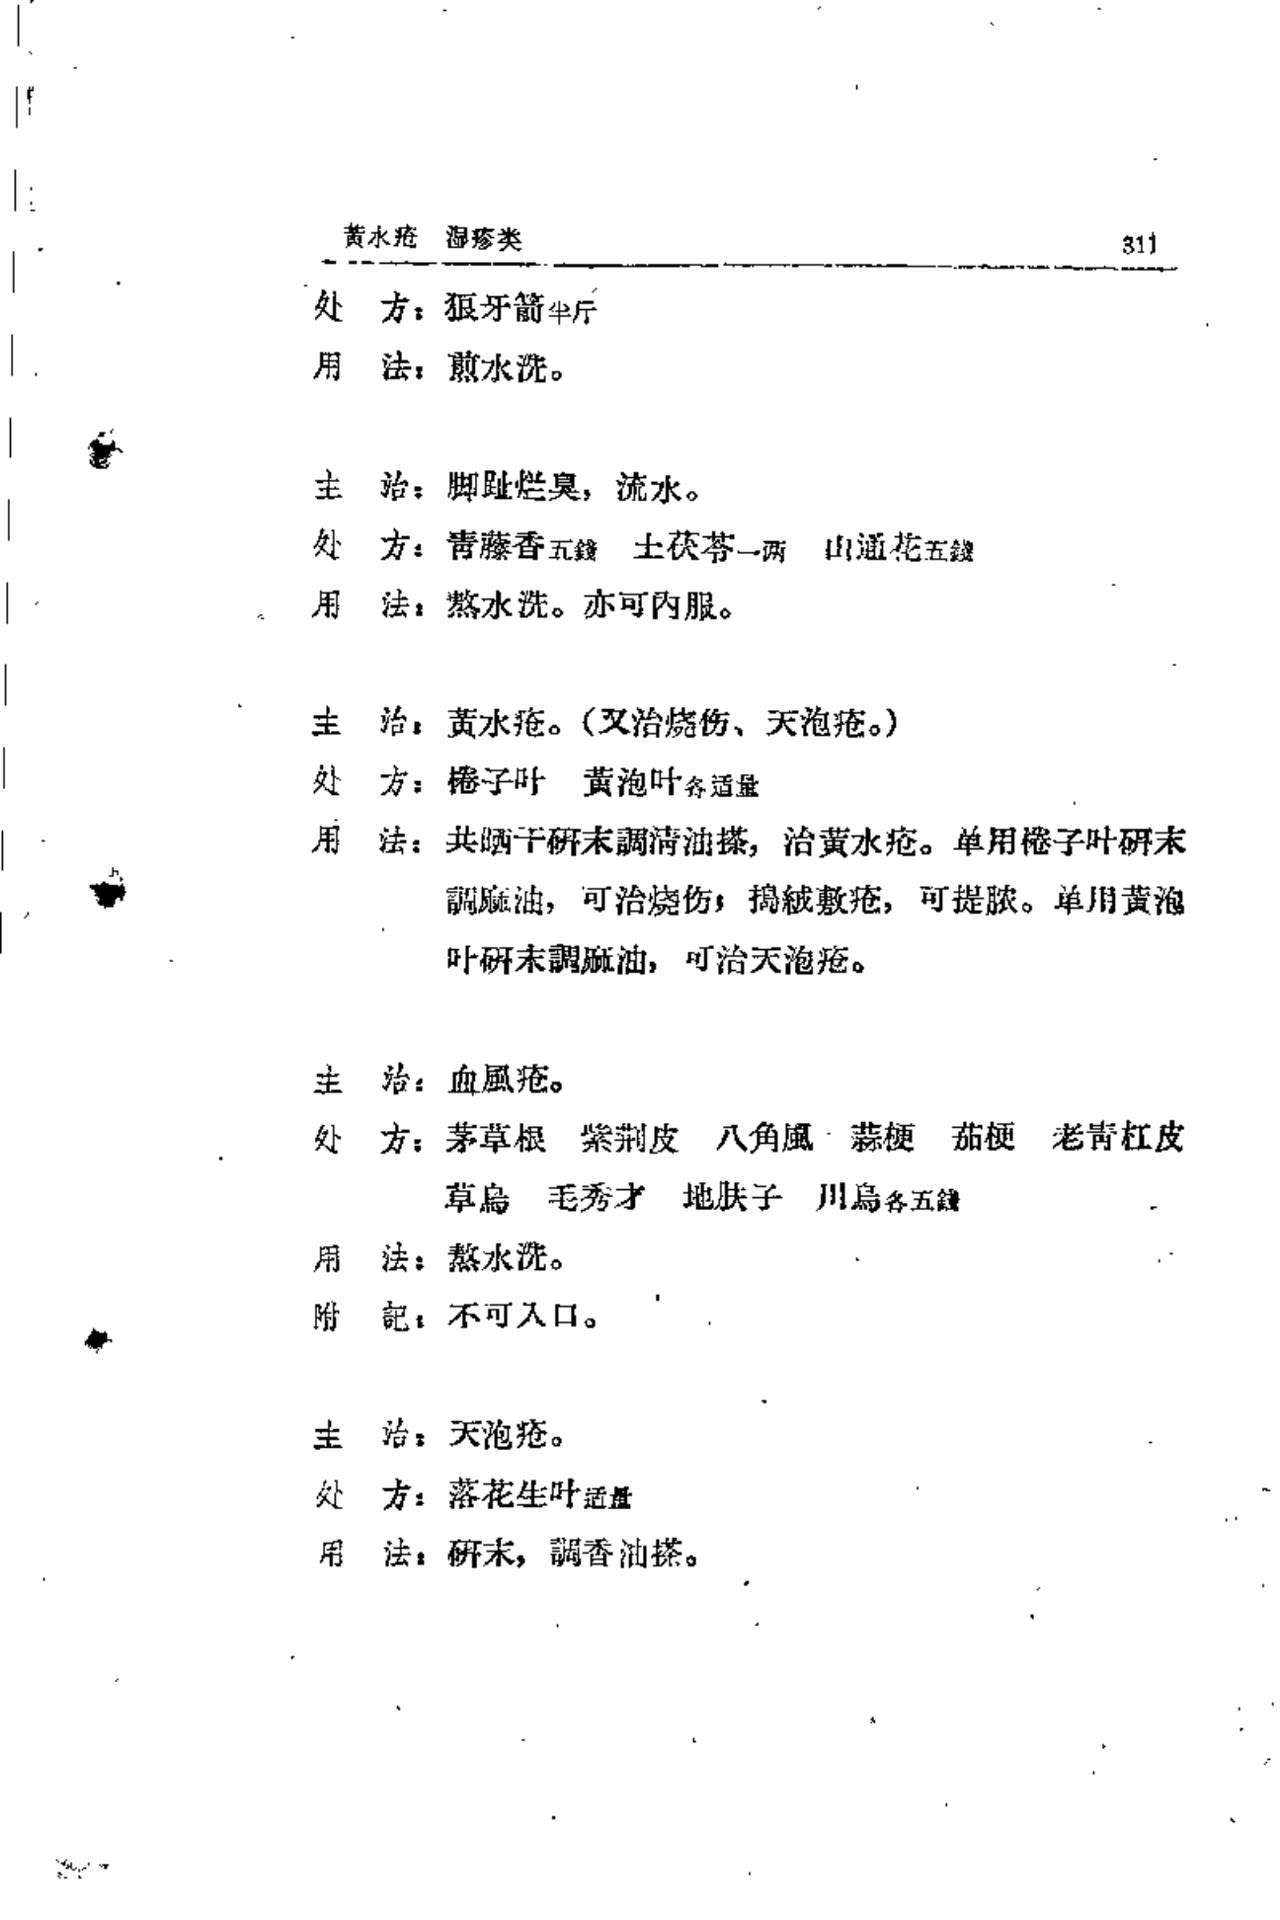 黃水疮　湿疹类　311
处　方：狼牙箭半斤
用　法：煎水洗。
主　治：脚趾烂臭，流水。
处　方：靑藤香五錢　土茯苓一两　山通花五錢
用　法：熬水洗。亦可內服。
主　治：黃水疮。（又治烧伤、天泡疮。）
处　方：棬子叶　黃泡叶各适量
用　法：共晒干研末調淸油搽，治黃水疮。单用棬子叶研末
調麻油，可治烧伤；搗絨敷疮，可提脓。单用黃泡
叶研末調麻油，可治天泡疮。
主　治：血風疮。
处　方：茅草根　紫荆皮　八角風　蒜梗　茄梗　老靑杠皮
草烏　毛秀才　地肤子　川烏各五錢
用　法：熬水洗。
附　記：不可入口。
主　治：天泡疮。
处　方：落花生叶适量
用　法：研末，調香油搽。